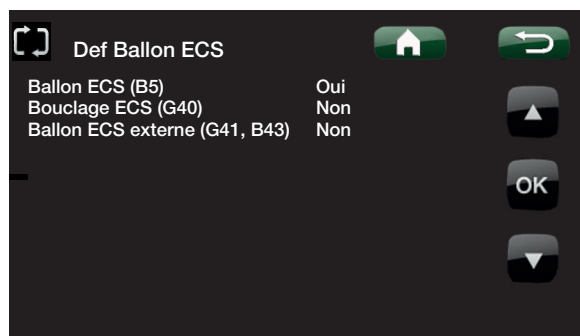 Def Ballon ECS
Ballon ECS (B5) Oui
Bouclage ECS (G40) Non
Ballon ECS externe (G41, B43) Non
OK